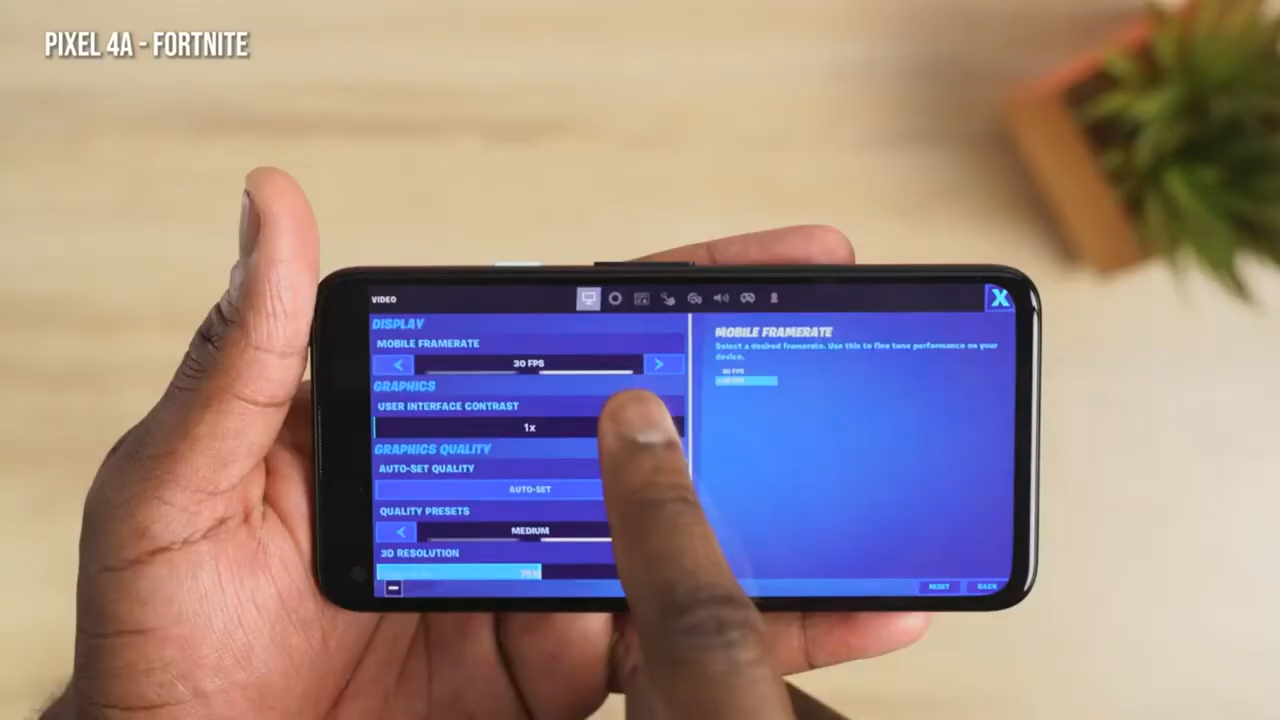 PIXEL 4A - FORTNITE
VIDEO
X
DISPLAY
MOBILE FRAMERATE
30 FPS
GRAPHICS
USER INTERFACE CONTRAST
1x
GRAPHICS QUALITY
AUTO-SET QUALITY
AUTO-SET
QUALITY PRESETS
MEDIUM
3D RESOLUTION
MOBILE FRAMERATE
Select a desired framerate. Use this to fine tune performance on your
device.
30 FPS
RESET
BACK